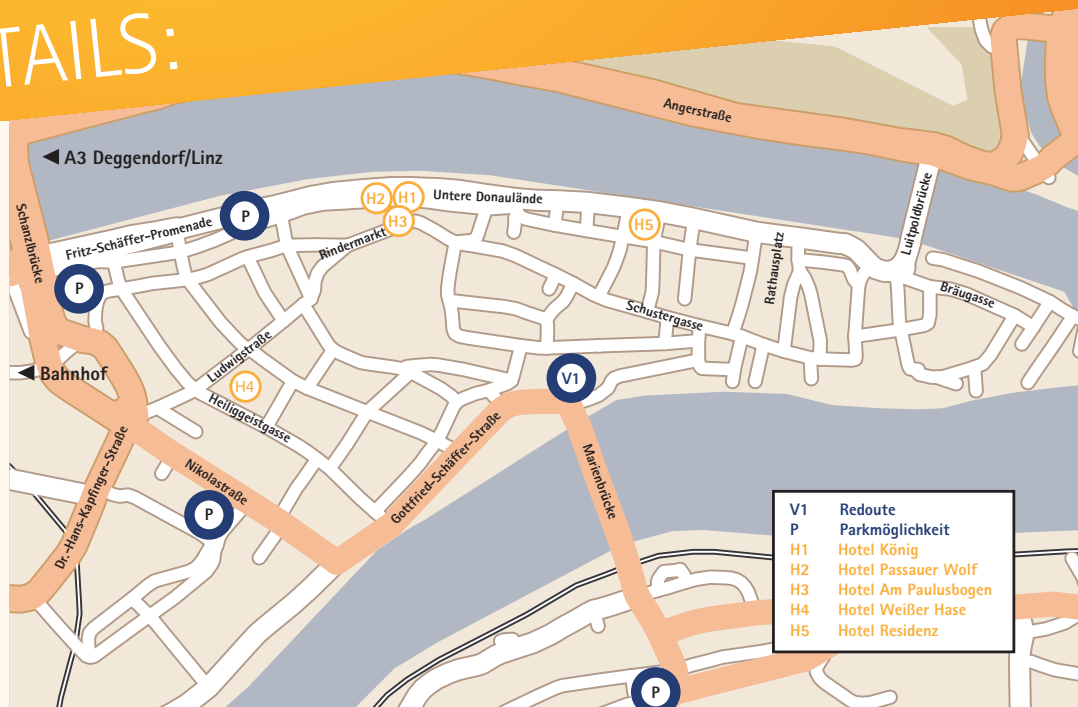 TAILS:
Angerstraße
A3 Deggendorf/Linz
Schanzlbrücke
Fritz-Schäffer-Promenade
P
H2
H1
H3
Untere Donaulände
Rindermarkt
H5
Rathausplatz
Luitpoldbrücke
Bräugasse
P
Schustergasse
Ludwigstraße
Bahnhof
H4
V1
Heiliggeistgasse
Dr.-Hans-Kapfinger-Straße
Nikolastraße
Gottfried-Schäffer-Straße
Marienbrücke
P
P
V1 Redoute
P Parkmöglichkeit
H1 Hotel König
H2 Hotel Passauer Wolf
H3 Hotel Am Paulusbogen
H4 Hotel Weißer Hase
H5 Hotel Residenz